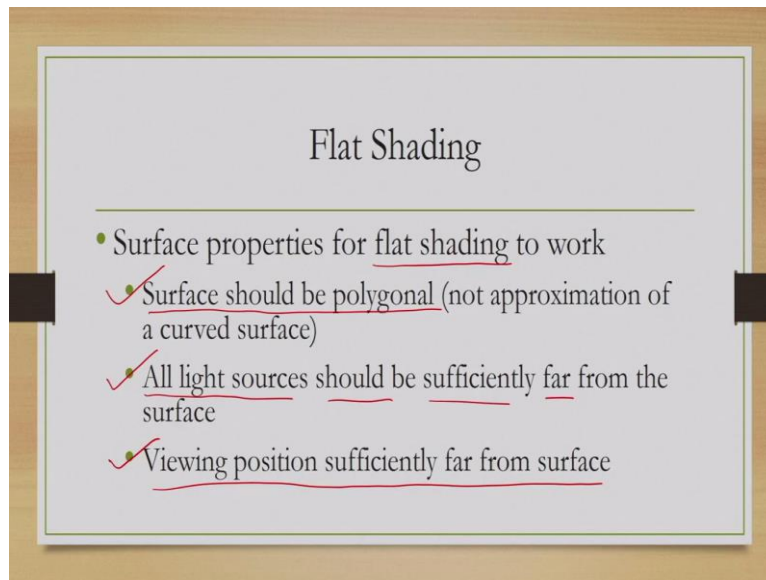 Flat Shading
• Surface properties for flat shading to work
• Surface should be polygonal (not approximation of
a curved surface)
• All light sources should be sufficiently far from the
surface
• Viewing position sufficiently far from surface